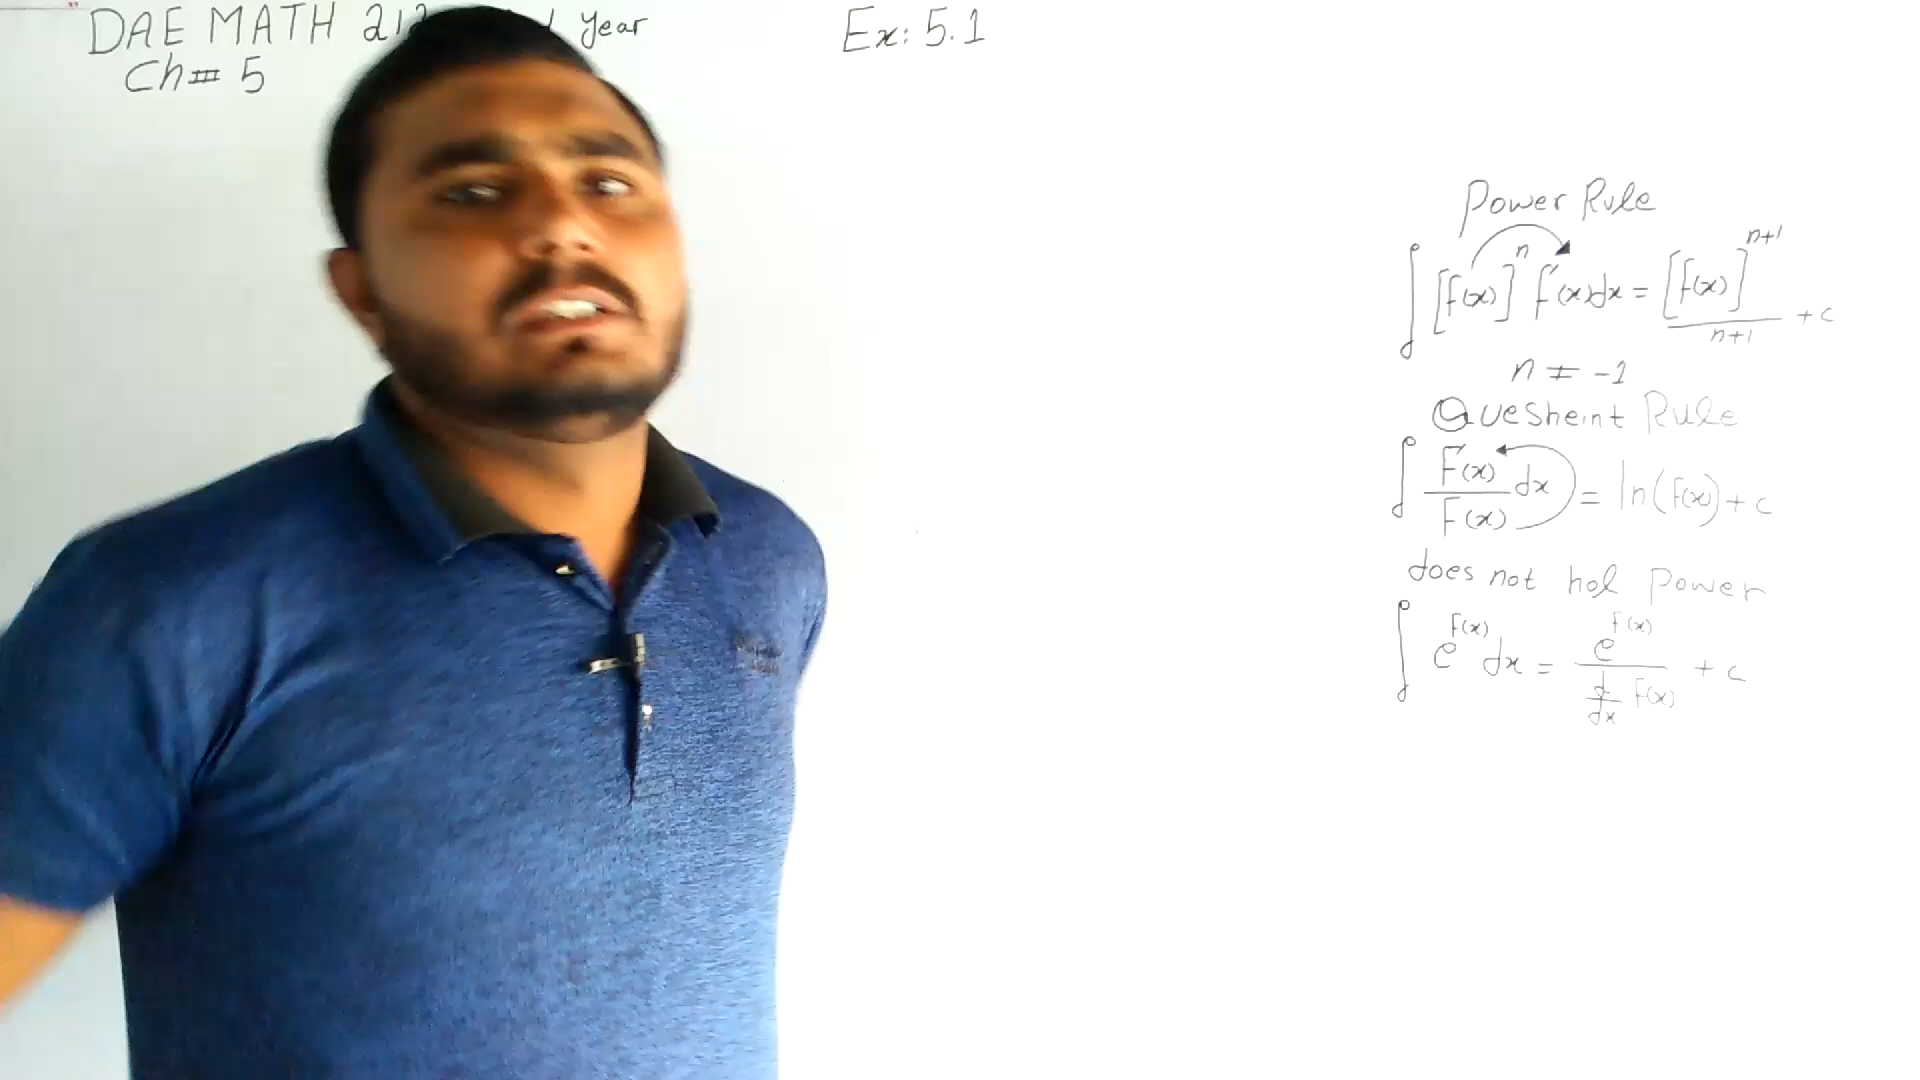 DAE MATH 212 Year
Ch# 5
Ex: 5.1
Power Rule
∫ [f(x)]^n f'(x)dx = [f(x)]^(n+1) / (n+1) + c
n ≠ -1
Quesheint Rule
∫ F'(x) / F(x) dx = ln(f(x)) + c
does not hol Power
∫ e^f(x) dx = e^f(x) / (d/dx F(x)) + c